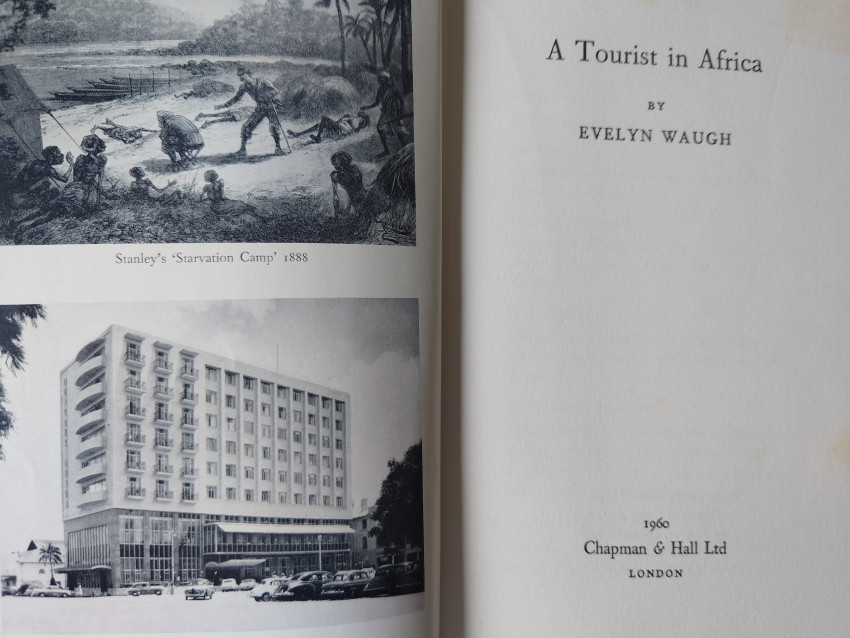 Stanley's 'Starvation Camp' 1888
A Tourist in Africa
BY
EVELYN WAUGH
1960
Chapman & Hall Ltd
LONDON